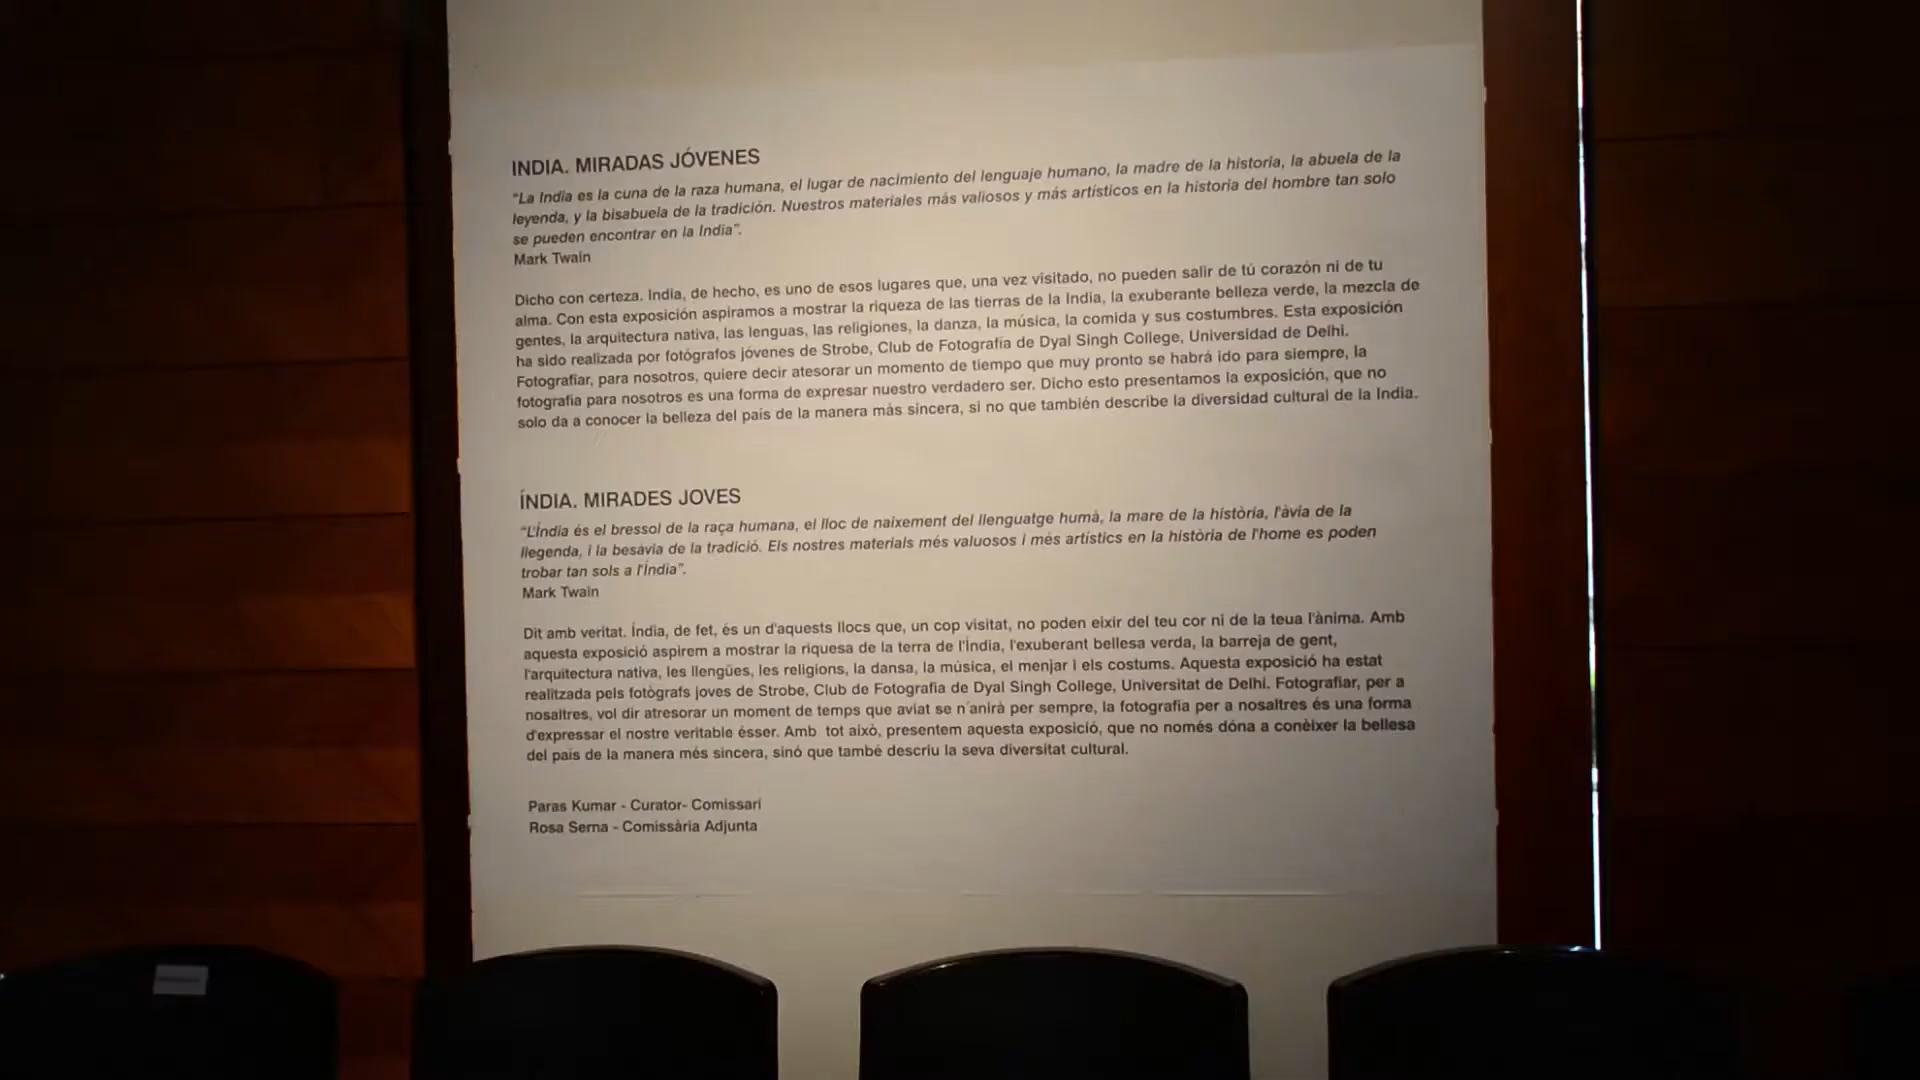 INDIA. MIRADAS JÓVENES
“La India es la cuna de la raza humana, el lugar de nacimiento del lenguaje humano, la madre de la historia, la abuela de la
leyenda, y la bisabuela de la tradición. Nuestros materiales más valiosos y más artísticos en la historia del hombre tan solo
se pueden encontrar en la India”.
Mark Twain
Dicho con certeza. India, de hecho, es uno de esos lugares que, una vez visitado, no pueden salir de tú corazón ni de tu
alma. Con esta exposición aspiramos a mostrar la riqueza de las tierras de la India, la exuberante belleza verde, la mezcla de
gentes, la arquitectura nativa, las lenguas, las religiones, la danza, la música, la comida y sus costumbres. Esta exposición
ha sido realizada por fotógrafos jóvenes de Strobe, Club de Fotografía de Dyal Singh College, Universidad de Delhi.
Fotografiar, para nosotros, quiere decir atesorar un momento de tiempo que muy pronto se habrá ido para siempre, la
fotografía para nosotros es una forma de expresar nuestro verdadero ser. Dicho esto presentamos la exposición, que no
solo da a conocer la belleza del país de la manera más sincera, si no que también describe la diversidad cultural de la India.
ÍNDIA. MIRADES JOVES
“L'Índia és el bressol de la raça humana, el lloc de naixement del llenguatge humà, la mare de la història, l'àvia de la
llegenda, i la besàvia de la tradició. Els nostres materials més valuosos i més artístics en la història de l'home es poden
trobar tan sols a l'Índia”.
Mark Twain
Dit amb veritat. Índia, de fet, és un d'aquests llocs que, un cop visitat, no poden eixir del teu cor ni de la teua l'ànima. Amb
aquesta exposició aspirem a mostrar la riquesa de la terra de l'Índia, l'exuberant bellesa verda, la barreja de gent,
l'arquitectura nativa, les llengües, les religions, la dansa, la música, el menjar i els costums. Aquesta exposició ha estat
realitzada pels fotògrafs joves de Strobe, Club de Fotografia de Dyal Singh College, Universitat de Delhi. Fotografiar, per a
nosaltres, vol dir atresorar un moment de temps que aviat se n´anirà per sempre, la fotografia per a nosaltres és una forma
d'expressar el nostre veritable ésser. Amb tot això, presentem aquesta exposició, que no només dóna a conèixer la bellesa
del país de la manera més sincera, sinó que també descriu la seva diversitat cultural.
Paras Kumar - Curator- Comissari
Rosa Serna - Comissària Adjunta